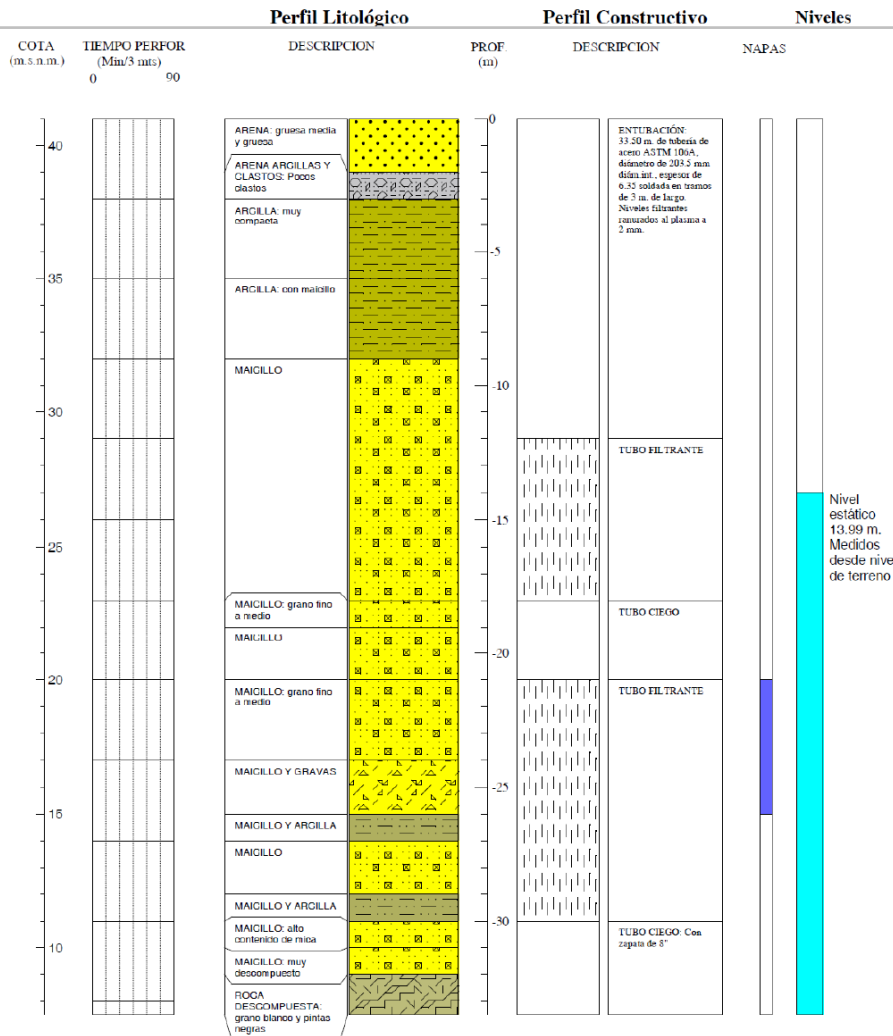 Perfil Litológico
Perfil Constructivo
Niveles
COTA
(m.s.n.m.)
TIEMPO PERFOR
(Min/3 mts)
0
90
DESCRIPCION
PROF.
(m)
DESCRIPCION
NAPAS
40
35
30
25
20
15
10
ARENA: gruesa media
y gruesa
ARENA ARGILLAS Y
CLASTOS: Pocos
clastos
ARGILLA: muy
compacta
ARGILLA: con maicillo
MAICILLO
MAICILLO: grano fino
a medio
MAICILLO
MAICILLO: grano fino
a medio
MAICILLO Y GRAVAS
MAICILLO Y ARGILLA
MAICILLO
MAICILLO Y ARGILLA
MAICILLO: alto
contenido de mica
MAICILLO: muy
descompuesto
ROCA
DESCOMPUESTA:
grano blanco y pintas
negras
0
-5
-10
-15
-20
-25
-30
ENTUBACIÓN:
33.50 m. de tubería de
acero ASTM 106A,
diámetro de 203.5 mm
diám.int., espesor de
6.35 soldada en tramos
de 3 m. de largo.
Niveles filtrantes
ranurados al plasma a
2 mm.
TUBO FILTRANTE
TUBO CIEGO
TUBO FILTRANTE
TUBO CIEGO: Con
zapata de 8"
Nivel
estático
13.99 m.
Medidos
desde nive
de terreno